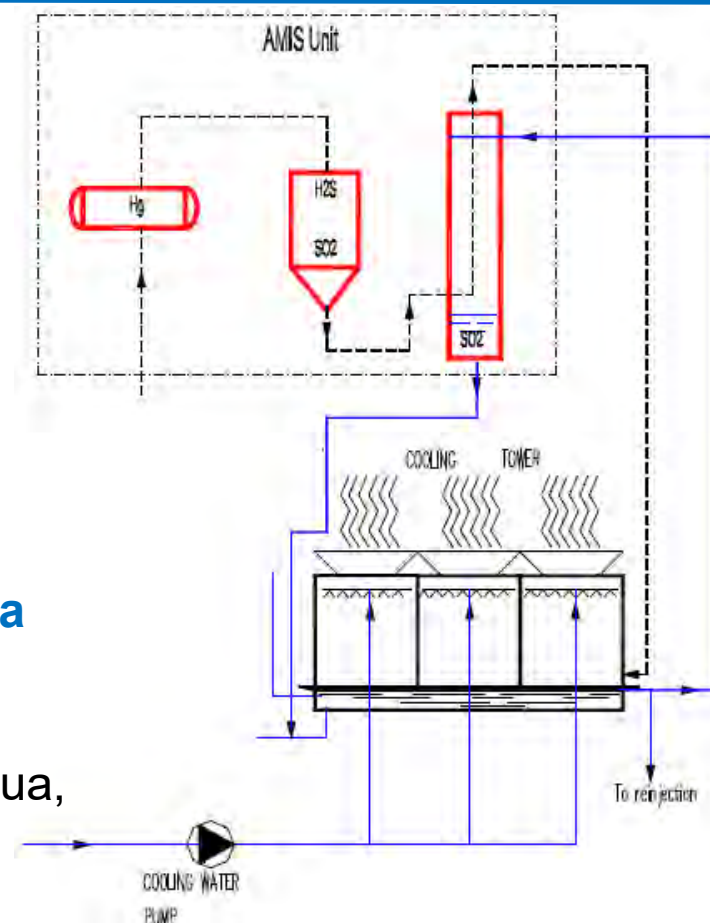 AMIS Unit
Hg
H2S
SO2
SO2
COOLING TOWER
a
ua,
To reinjection
COOLING WATER
PUMP